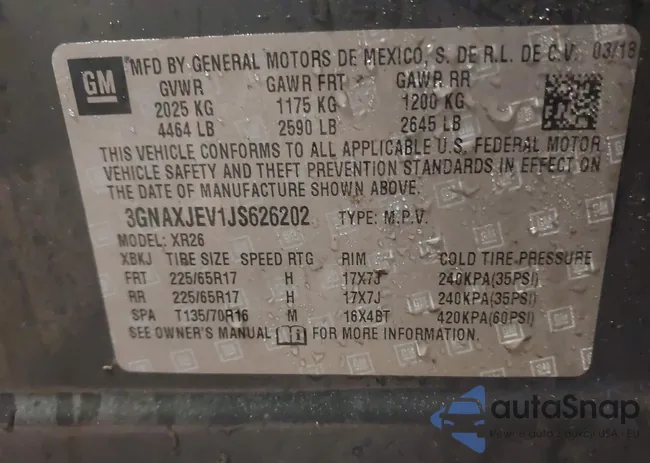 GM
MFD BY GENERAL MOTORS DE MEXICO, S. DE R.L. DE C.V. 03/18
GVWR GAWR FRT GAWR RR
2025 KG 1175 KG 1200 KG
4464 LB 2590 LB 2645 LB
THIS VEHICLE CONFORMS TO ALL APPLICABLE U.S. FEDERAL MOTOR
VEHICLE SAFETY AND THEFT PREVENTION STANDARDS IN EFFECT ON
THE DATE OF MANUFACTURE SHOWN ABOVE.
3GNAXJEV1JS626202 TYPE: M.P.V.
MODEL: XR26
XBKJ TIRE SIZE SPEED RTG RIM COLD TIRE PRESSURE
FRT 225/65R17 H 17X7J 240KPA(35PSI)
RR 225/65R17 H 17X7J 240KPA(35PSI)
SPA T135/70R16 M 16X4BT 420KPA(60PSI)
SEE OWNER'S MANUAL FOR MORE INFORMATION.
autoSnap
USA - EU